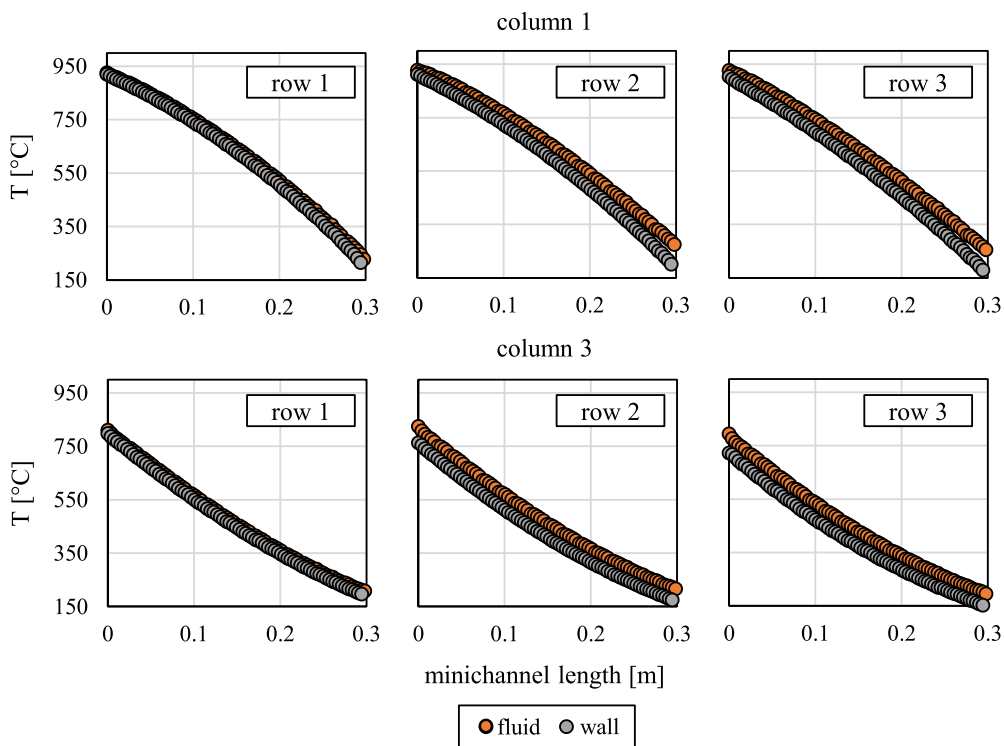 column 1
row 1
row 2
row 3
T [°C]
950
750
550
350
150
0 0.1 0.2 0.3
0 0.1 0.2 0.3
0 0.1 0.2 0.3
column 3
row 1
row 2
row 3
T [°C]
950
750
550
350
150
0 0.1 0.2 0.3
0 0.1 0.2 0.3
0 0.1 0.2 0.3
minichannel length [m]
fluid wall